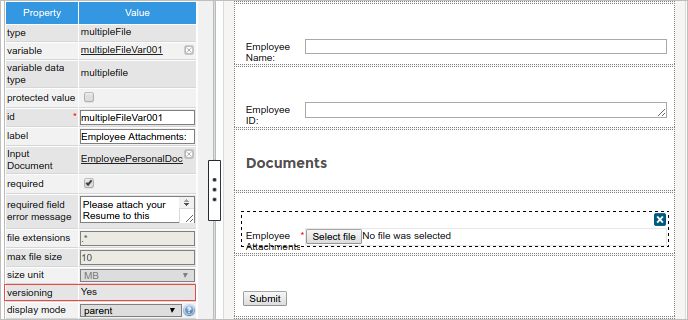 Property Value
type multipleFile
variable multipleFileVar001
variable data
type
multiplefile
protected value
id * multipleFileVar001
label Employee Attachments:
Input
Document
EmployeePersonalDoc
required
required field
error message
Please attach your
Resume to this
file extensions .*
max file size 10
size unit MB
versioning Yes
display mode parent
Employee
Name:
Employee
ID:
Documents
Employee
Attachments
* Select file No file was selected
Submit